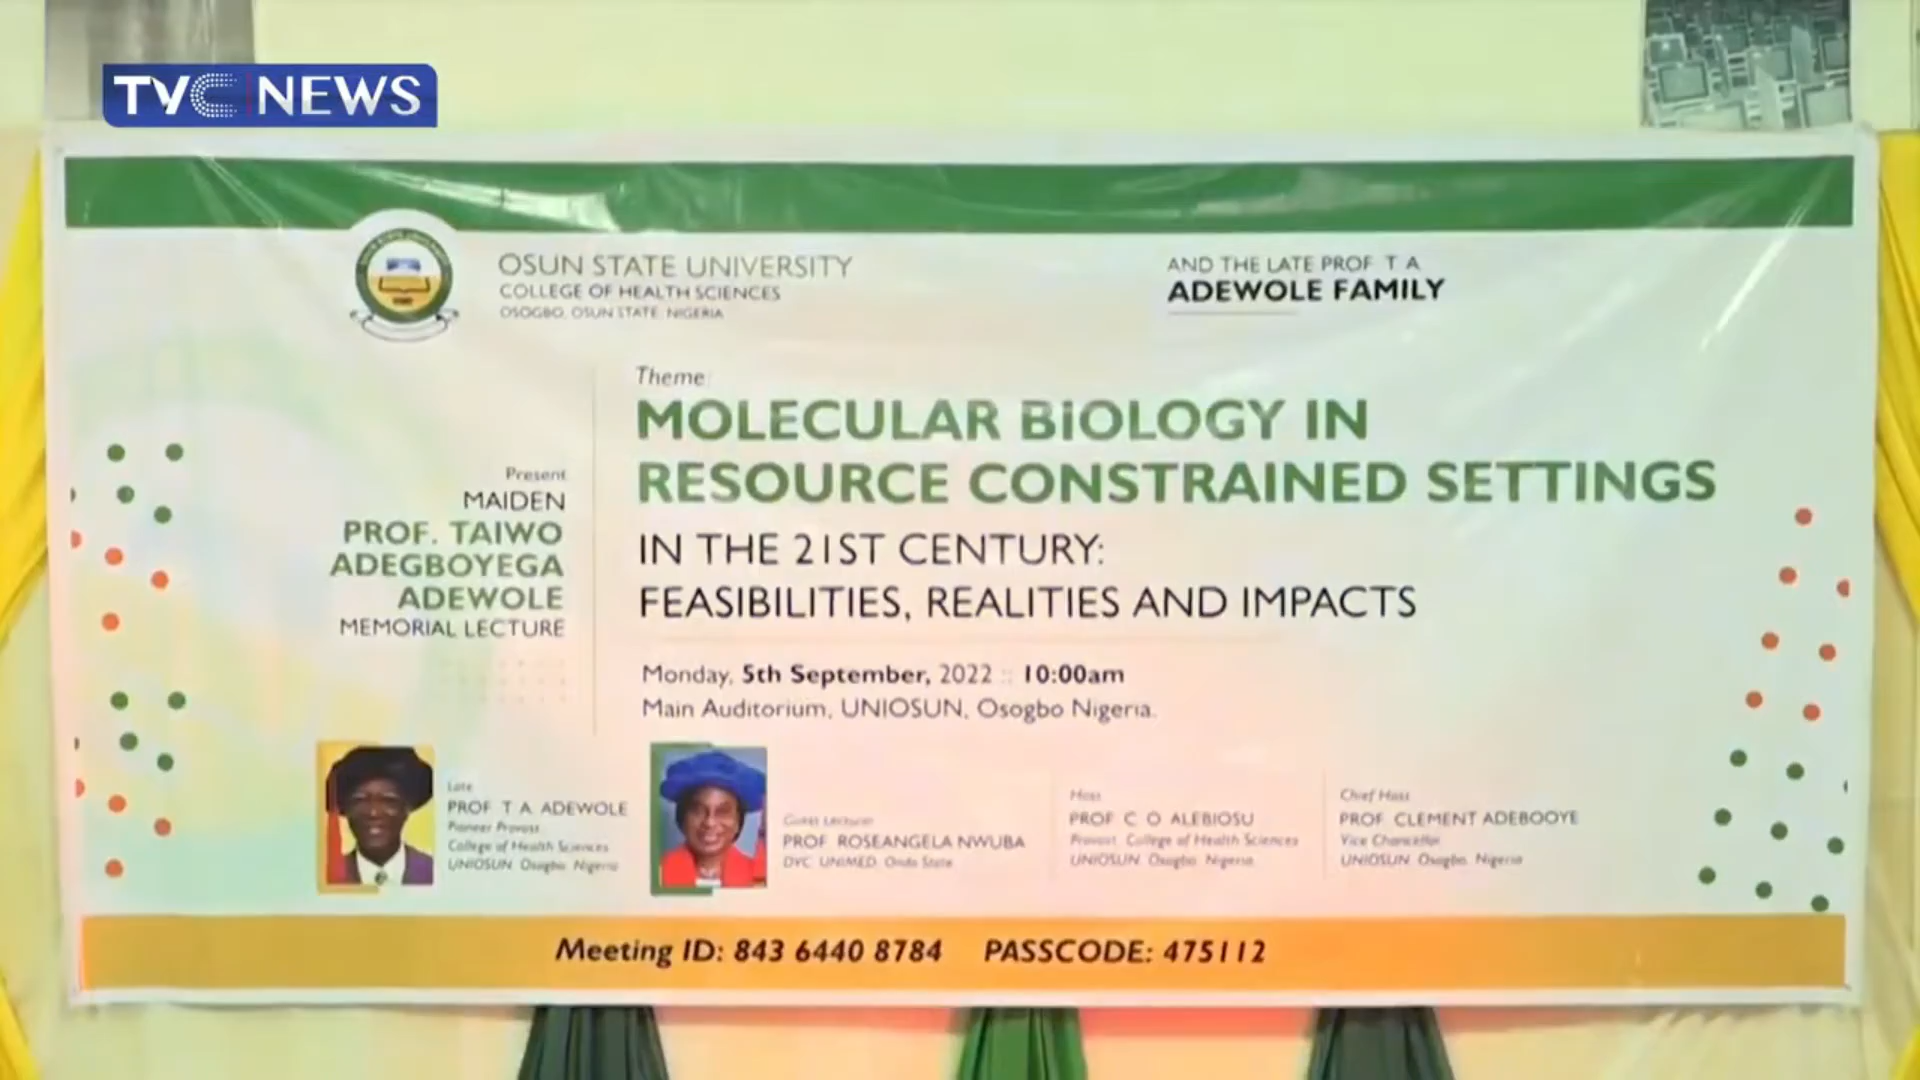 TVC NEWS
OSUN STATE UNIVERSITY
COLLEGE OF HEALTH SCIENCES
OSOGBO, OSUN STATE, NIGERIA
AND THE LATE PROF T A
ADEWOLE FAMILY
Present
MAIDEN
PROF. TAIWO
ADEGBOYEGA
ADEWOLE
MEMORIAL LECTURE
Theme:
MOLECULAR BIOLOGY IN
RESOURCE CONSTRAINED SETTINGS
IN THE 21ST CENTURY:
FEASIBILITIES, REALITIES AND IMPACTS
Monday, 5th September, 2022 :: 10:00am
Main Auditorium, UNIOSUN, Osogbo Nigeria.
Late
PROF T A ADEWOLE
Pioneer Provost
College of Health Sciences
UNIOSUN Osogbo Nigeria
Guest Lecturer
PROF ROSEANGELA NWUBA
DVC UNIMED Ondo State
Host
PROF C O ALEBIOSU
Provost College of Health Sciences
UNIOSUN Osogbo Nigeria
Chief Host
PROF CLEMENT ADEBOOYE
Vice Chancellor
UNIOSUN Osogbo Nigeria
Meeting ID: 843 6440 8784 PASSCODE: 475112